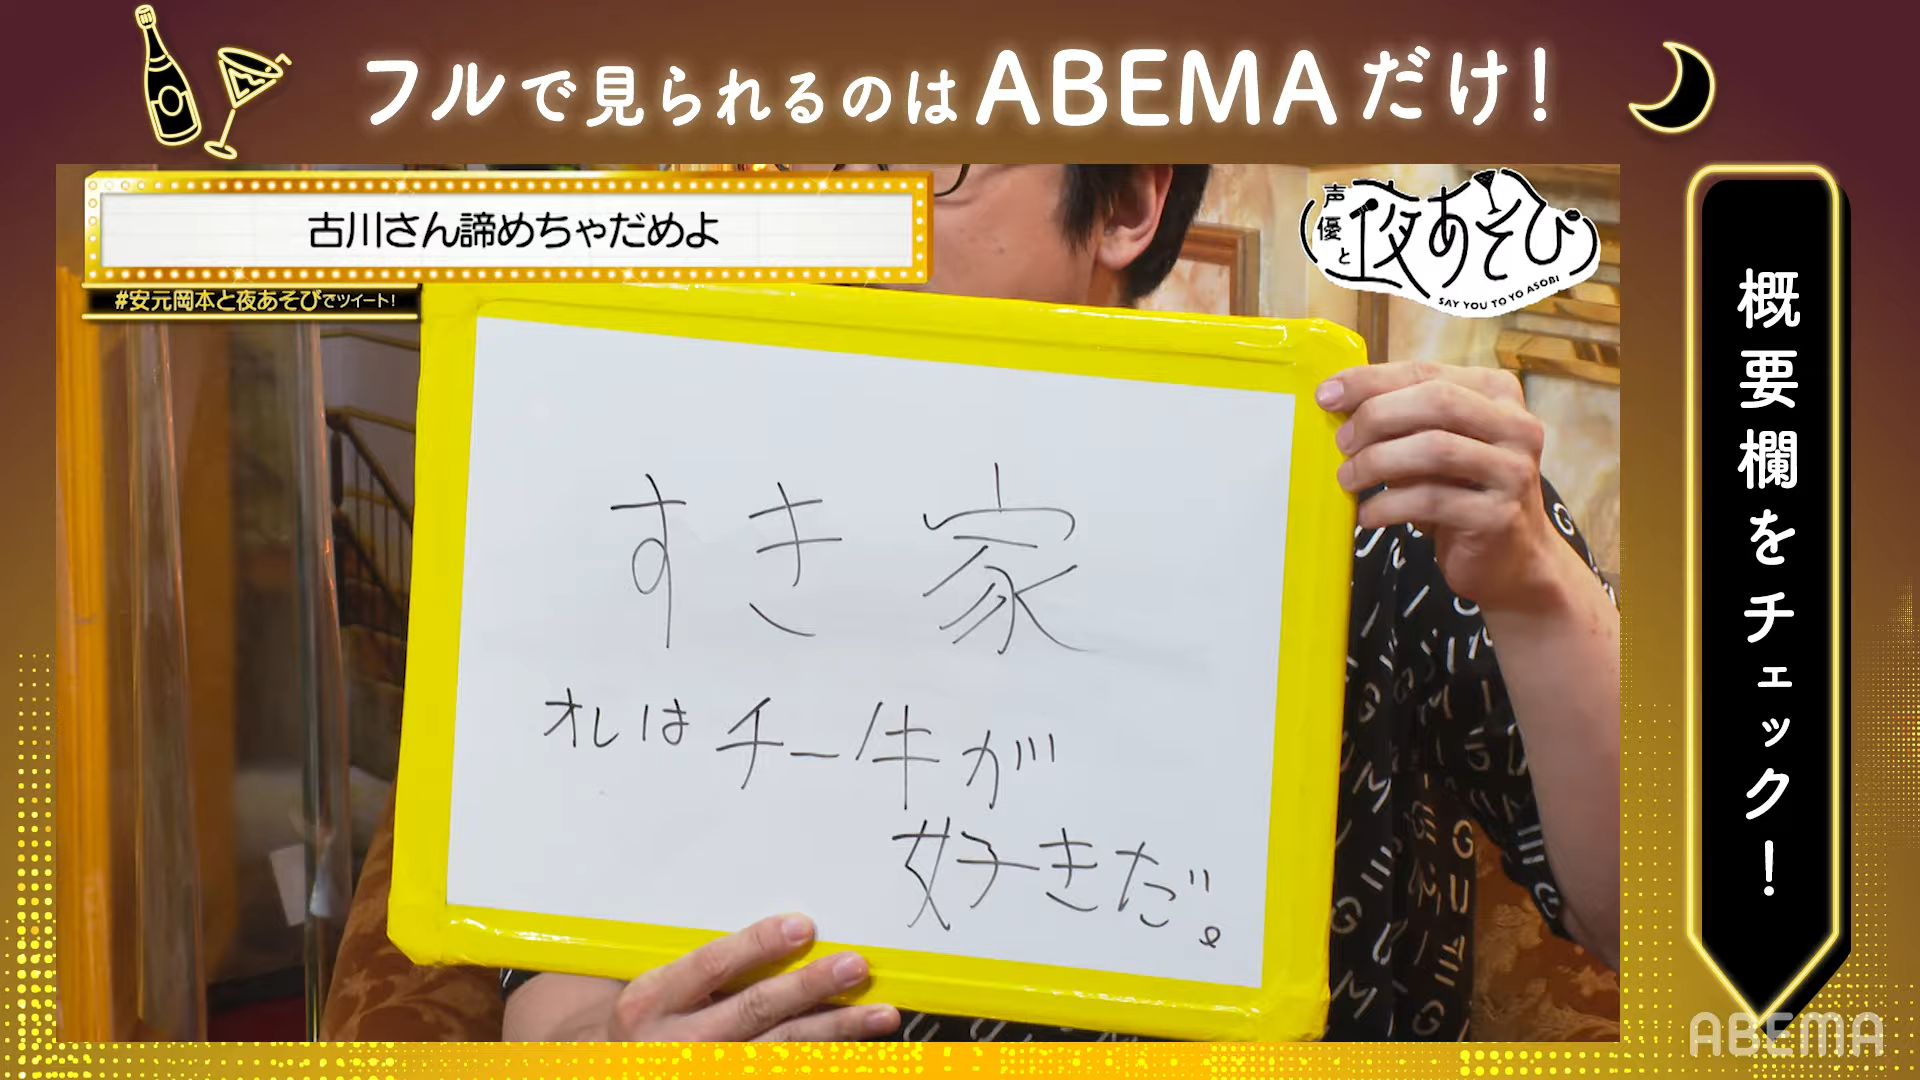 フルで見られるのはABEMAだけ!
古川さん諦めちゃだめよ
#安元岡本と夜あそびでツイート!
声優と夜あそび
SAY YOU TO YO ASOBI
すき家
オレはチー牛が
好きだ。
概要欄をチェック!
ABEMA